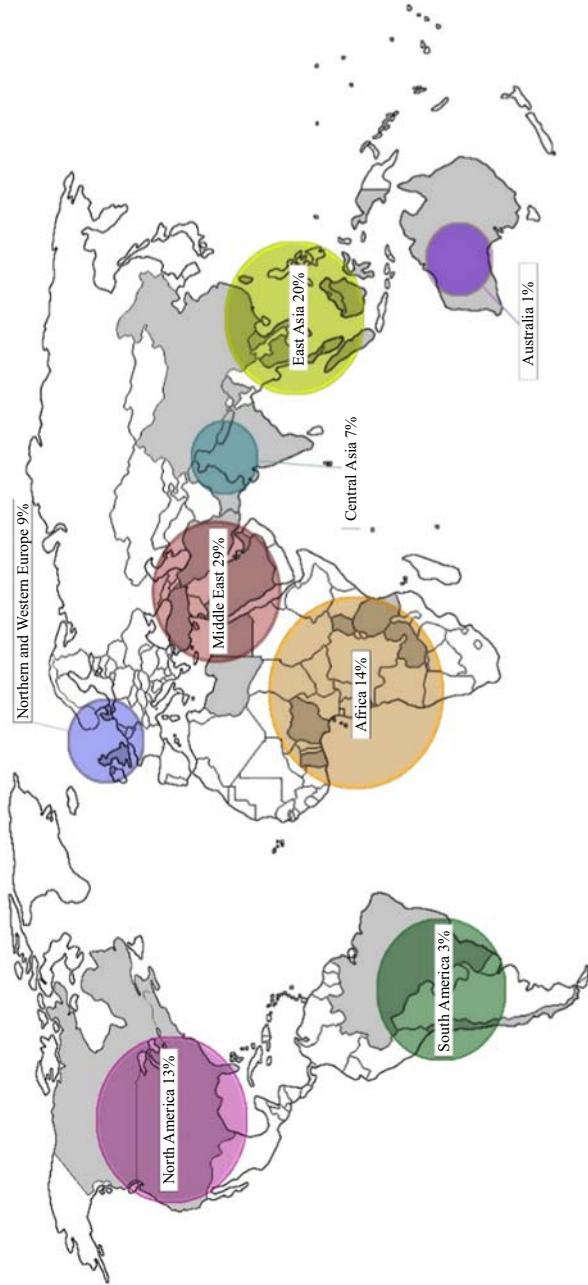 Northern and Western Europe 9%
North America 13%
Middle East 29%
East Asia 20%
Central Asia 7%
Africa 14%
South America 3%
Australia 1%